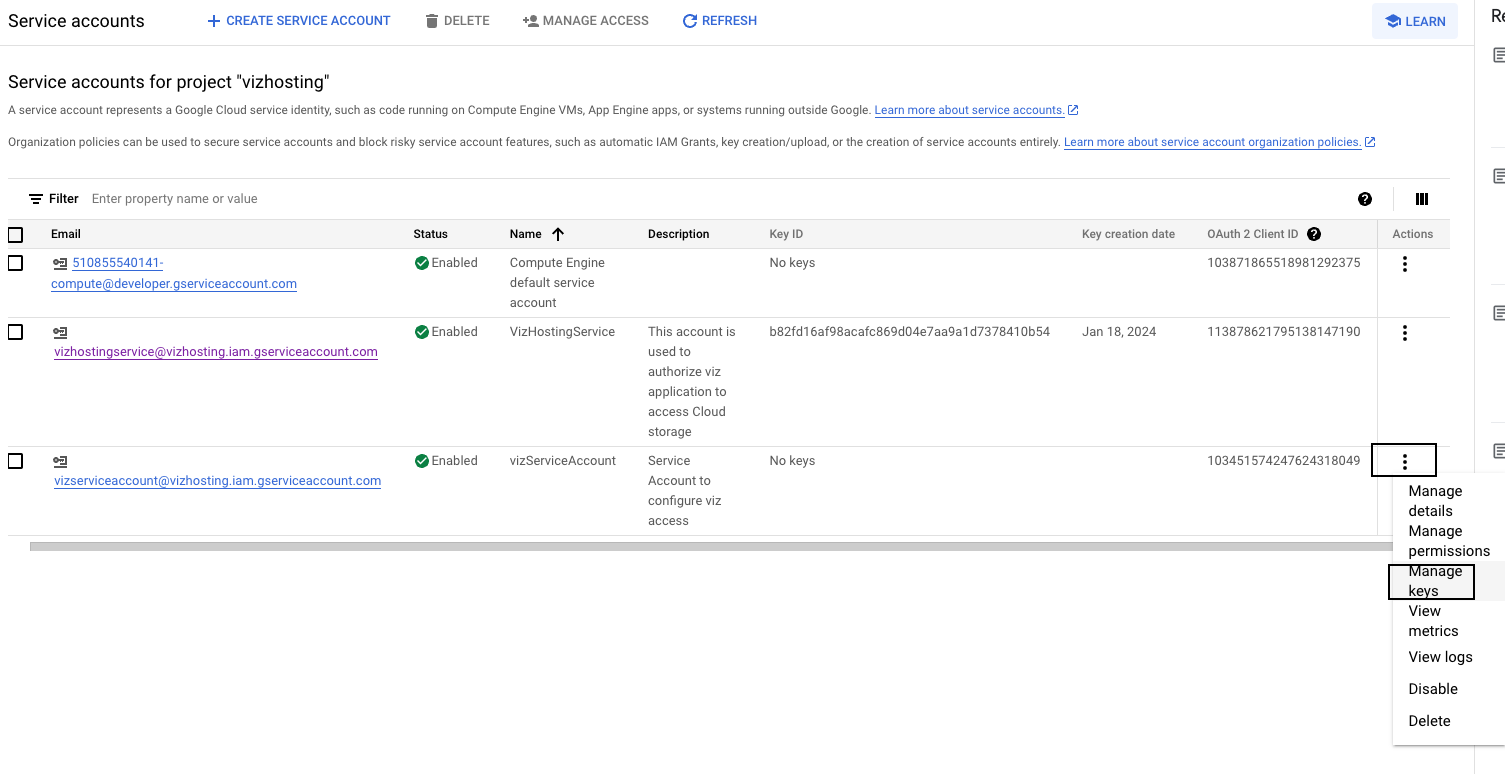 Service accounts
CREATE SERVICE ACCOUNT
DELETE
MANAGE ACCESS
REFRESH
LEARN
Re
Service accounts for project "vizhosting"
A service account represents a Google Cloud service identity, such as code running on Compute Engine VMs, App Engine apps, or systems running outside Google. Learn more about service accounts.
Organization policies can be used to secure service accounts and block risky service account features, such as automatic IAM Grants, key creation/upload, or the creation of service accounts entirely. Learn more about service account organization policies.
Filter Enter property name or value
Email Status Name Description Key ID Key creation date OAuth 2 Client ID Actions
510855540141-
compute@developer.gserviceaccount.com
Enabled
Compute Engine
default service
account
No keys
103871865518981292375
vizhostingservice@vizhosting.iam.gserviceaccount.com
Enabled
VizHostingService
This account is
used to
authorize viz
application to
access Cloud
storage
b82fd16af98acafc869d04e7aa9a1d7378410b54
Jan 18, 2024
113878621795138147190
vizserviceaccount@vizhosting.iam.gserviceaccount.com
Enabled
vizServiceAccount
Service
Account to
configure viz
access
No keys
103451574247624318049
Manage
details
Manage
permissions
Manage
keys
View
metrics
View logs
Disable
Delete